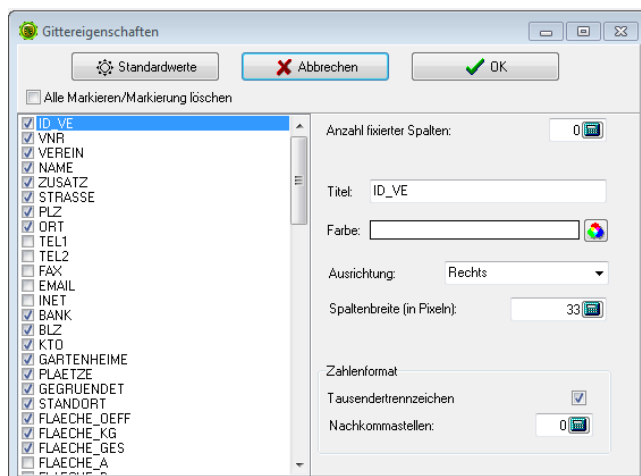 Gittereigenschaften
Standardwerte
Abbrechen
OK
Alle Markieren/Markierung löschen
ID_VE
VNR
VEREIN
NAME
ZUSATZ
STRASSE
PLZ
ORT
TEL1
TEL2
FAX
EMAIL
INET
BANK
BLZ
KTO
GARTENHEIME
PLAETZE
GEGRUENDET
STANDORT
FLAECHE_OEFF
FLAECHE_KG
FLAECHE_GES
FLAECHE_A
Anzahl fixierter Spalten: 0
Titel: ID_VE
Farbe:
Ausrichtung: Rechts
Spaltenbreite (in Pixeln): 33
Zahlenformat
Tausendertrennzeichen
Nachkommastellen: 0